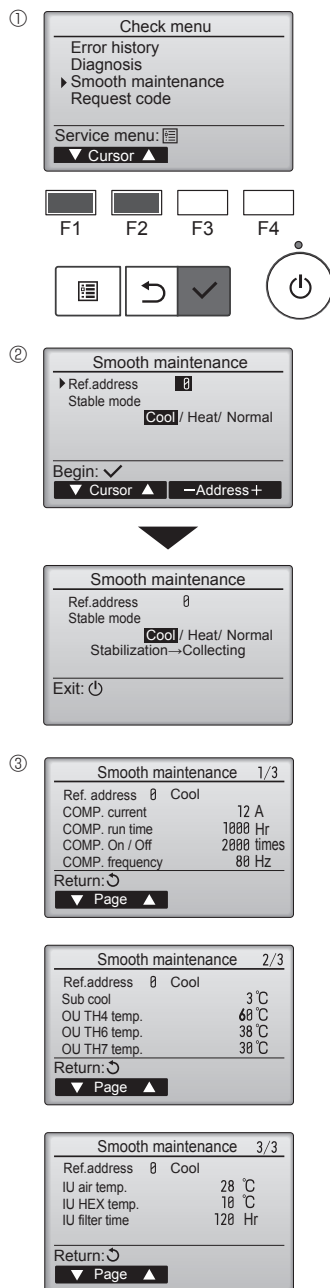 ①
Check menu
Error history
Diagnosis
Smooth maintenance
Request code
Service menu:
▼ Cursor ▲
F1 F2 F3 F4
②
Smooth maintenance
Ref.address 0
Stable mode
Cool / Heat/ Normal
Begin: ✓
▼ Cursor ▲ −Address+
Smooth maintenance
Ref.address 0
Stable mode
Cool / Heat/ Normal
Stabilization→Collecting
Exit:
③
Smooth maintenance 1/3
Ref. address 0 Cool
COMP. current 12 A
COMP. run time 1000 Hr
COMP. On / Off 2000 times
COMP. frequency 80 Hz
Return:
▼ Page ▲
Smooth maintenance 2/3
Ref.address 0 Cool
Sub cool 3℃
OU TH4 temp. 60℃
OU TH6 temp. 38℃
OU TH7 temp. 30℃
Return:
▼ Page ▲
Smooth maintenance 3/3
Ref.address 0 Cool
IU air temp. 28 ℃
IU HEX temp. 10 ℃
IU filter time 120 Hr
Return:
▼ Page ▲